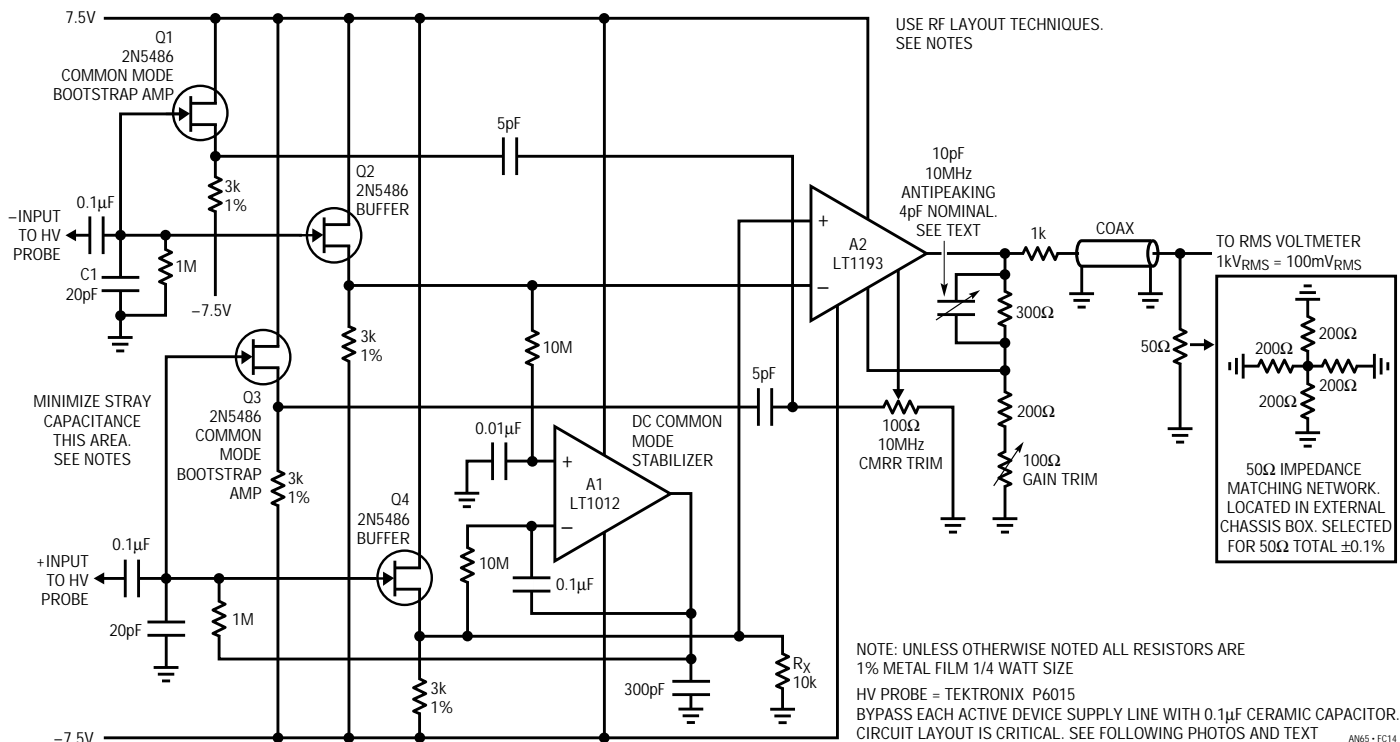 7.5V
Q1
2N5486
COMMON MODE
BOOTSTRAP AMP
USE RF LAYOUT TECHNIQUES.
SEE NOTES
5pF
3k
1%
Q2
2N5486
BUFFER
0.1µF
–INPUT
TO HV
PROBE
C1
20pF
1M
–7.5V
10pF
10MHz
ANTIPEAKING
4pF NOMINAL.
SEE TEXT
+
–
A2
LT1193
1k
COAX
TO RMS VOLTMETER
1kVRMS = 100mVRMS
300Ω
50Ω
200Ω
200Ω
200Ω
200Ω
50Ω IMPEDANCE
MATCHING NETWORK.
LOCATED IN EXTERNAL
CHASSIS BOX. SELECTED
FOR 50Ω TOTAL ±0.1%
3k
1%
10M
5pF
100Ω
10MHz
CMRR TRIM
200Ω
100Ω
GAIN TRIM
MINIMIZE STRAY
CAPACITANCE
THIS AREA.
SEE NOTES
Q3
2N5486
COMMON
MODE
BOOTSTRAP
AMP
3k
1%
0.01µF
DC COMMON
MODE
STABILIZER
+
–
A1
LT1012
Q4
2N5486
BUFFER
10M
0.1µF
0.1µF
+INPUT
TO HV
PROBE
20pF
1M
3k
1%
300pF
RX
10k
NOTE: UNLESS OTHERWISE NOTED ALL RESISTORS ARE
1% METAL FILM 1/4 WATT SIZE
HV PROBE = TEKTRONIX P6015
BYPASS EACH ACTIVE DEVICE SUPPLY LINE WITH 0.1µF CERAMIC CAPACITOR.
CIRCUIT LAYOUT IS CRITICAL. SEE FOLLOWING PHOTOS AND TEXT
–7.5V
AN65 • FC14